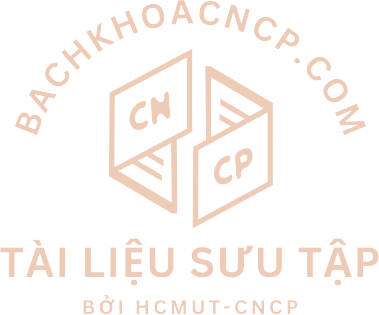 BACHKHOACNCP.COM
CN
CP
TÀI LIỆU SƯU TẬP
BỞI HCMUT-CNCP